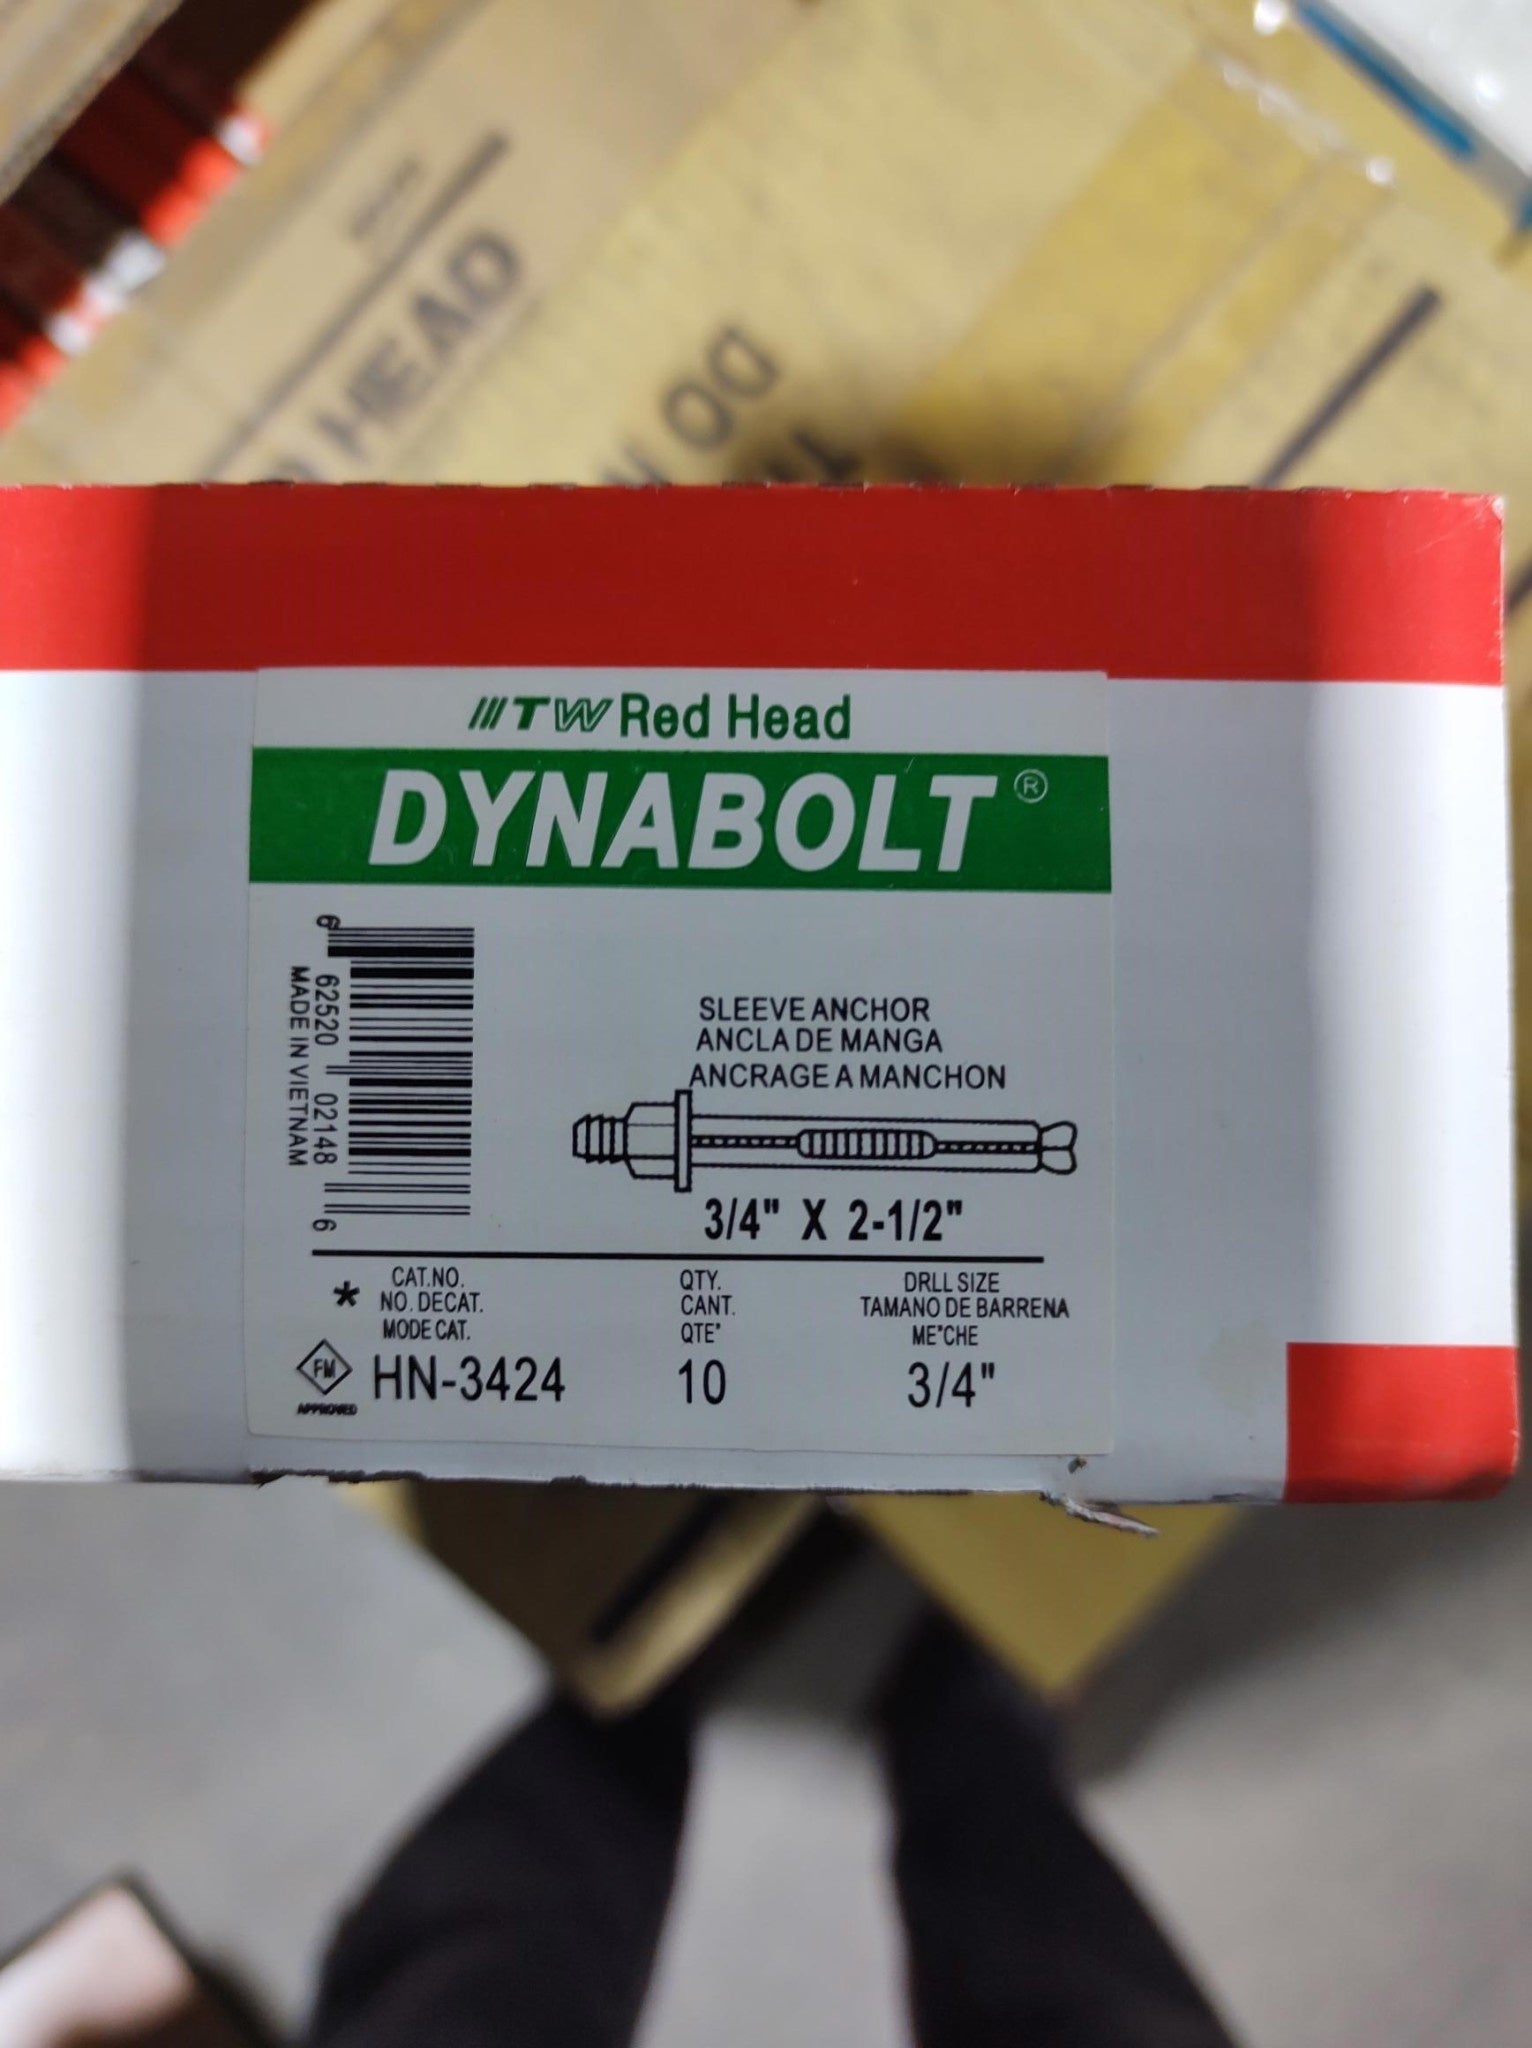 HEAD
DO
ITW Red Head
DYNABOLT®
6 62520 02148 6
MADE IN VIETNAM
SLEEVE ANCHOR
ANCLA DE MANGA
ANCRAGE A MANCHON
3/4" X 2-1/2"
CAT.NO. QTY. DRLL SIZE
* NO. DECAT. CANT. TAMANO DE BARRENA
MODE CAT. QTE" ME"CHE
FM HN-3424 10 3/4"
APPROVED